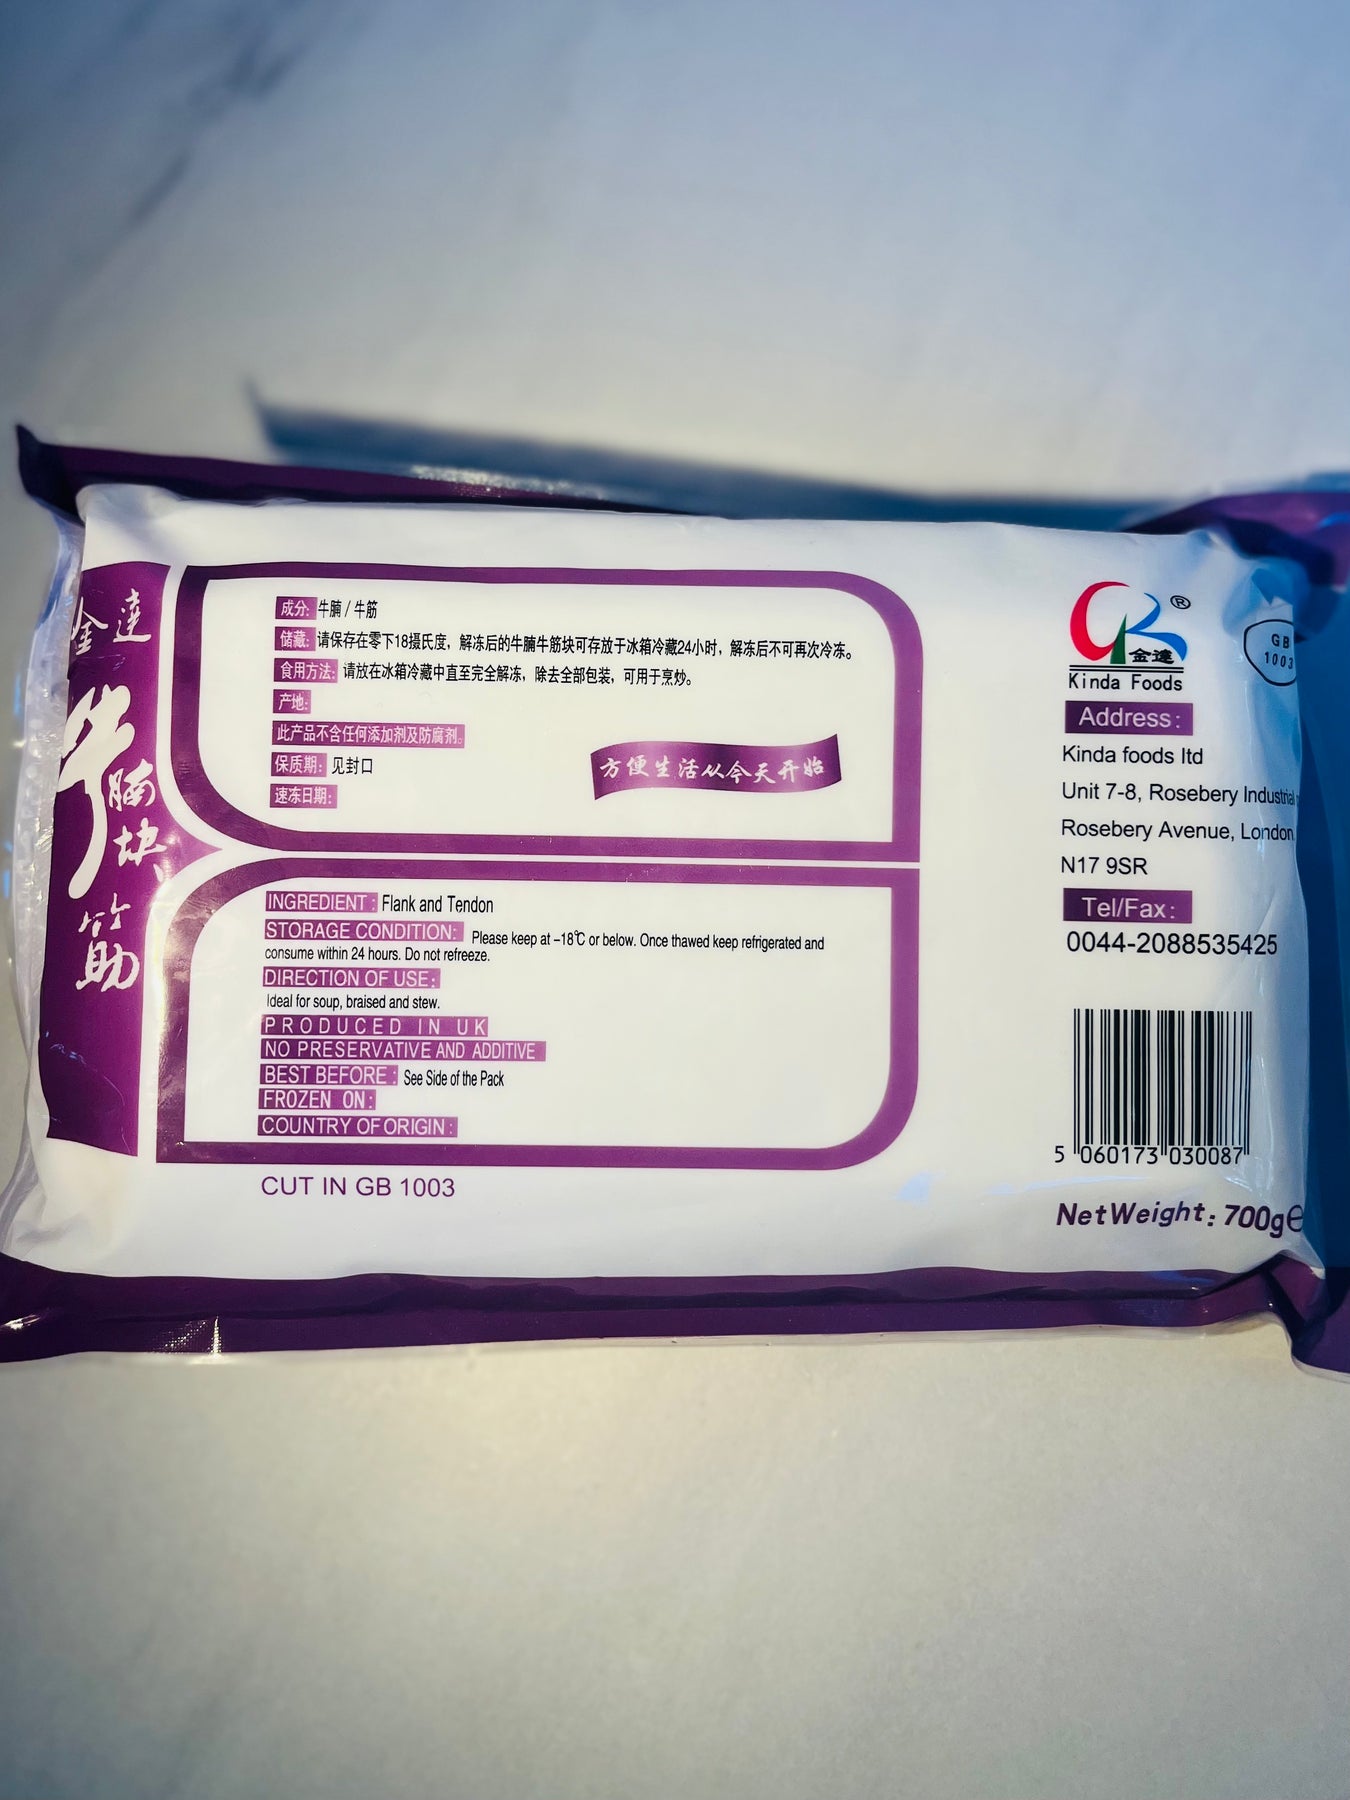 金達
牛腩块筋
成分: 牛腩 / 牛筋
储藏: 请保存在零下18摄氏度，解冻后的牛腩牛筋块可存放于冰箱冷藏24小时，解冻后不可再次冷冻。
食用方法: 请放在冰箱冷藏中直至完全解冻，除去全部包装，可用于烹炒。
产地:
此产品不含任何添加剂及防腐剂。
保质期: 见封口
速冻日期:
方便生活从今天开始
INGREDIENT : Flank and Tendon
STORAGE CONDITION: Please keep at –18℃ or below. Once thawed keep refrigerated and
consume within 24 hours. Do not refreeze.
DIRECTION OF USE:
Ideal for soup, braised and stew.
PRODUCED IN UK
NO PRESERVATIVE AND ADDITIVE
BEST BEFORE : See Side of the Pack
FROZEN ON:
COUNTRY OF ORIGIN :
CUT IN GB 1003
CK ®
金達
Kinda Foods
GB
1003
Address:
Kinda foods ltd
Unit 7-8, Rosebery Industrial
Rosebery Avenue, London
N17 9SR
Tel/Fax:
0044-2088535425
5 060173 030087
Net Weight: 700g℮